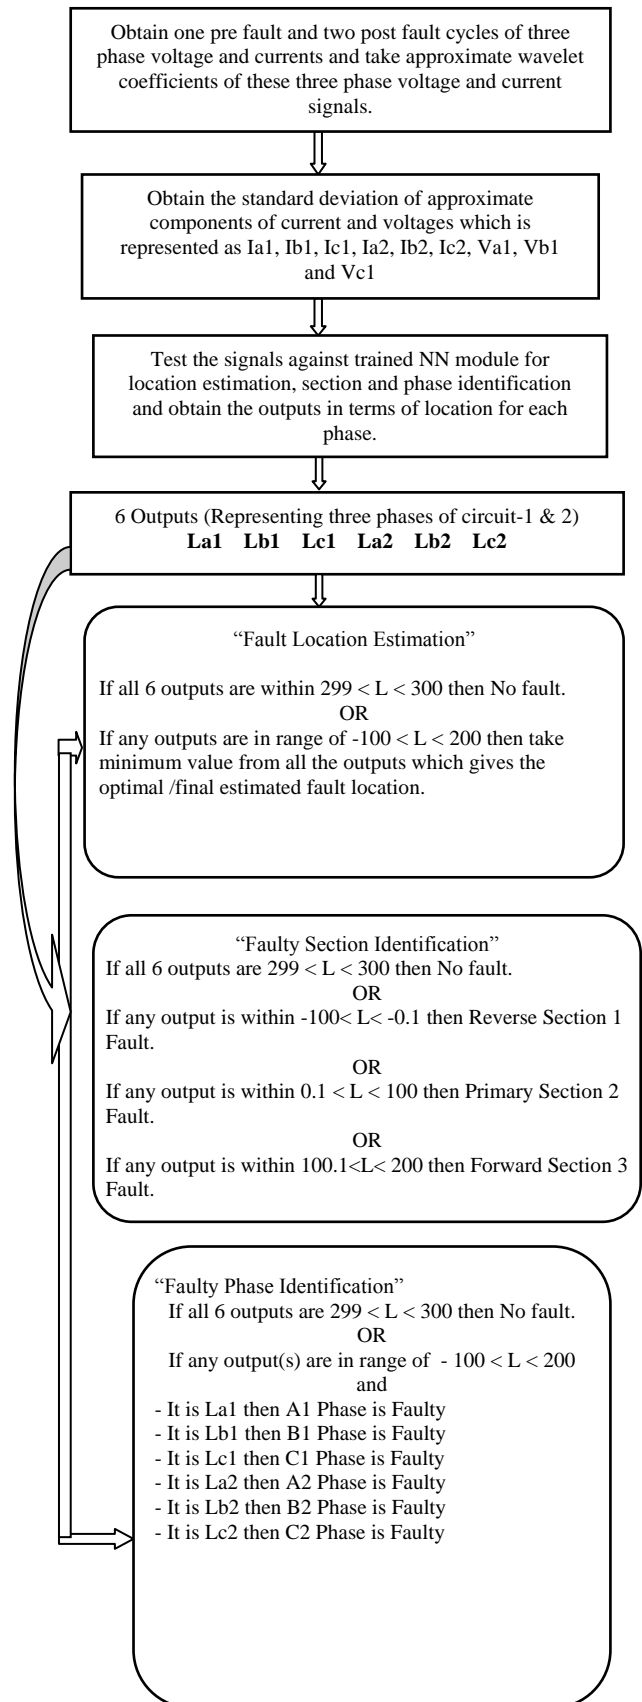 Obtain one pre fault and two post fault cycles of three
phase voltage and currents and take approximate wavelet
coefficients of these three phase voltage and current
signals.
Obtain the standard deviation of approximate
components of current and voltages which is
represented as Ia1, Ib1, Ic1, Ia2, Ib2, Ic2, Va1, Vb1
and Vc1
Test the signals against trained NN module for
location estimation, section and phase identification
and obtain the outputs in terms of location for each
phase.
6 Outputs (Representing three phases of circuit-1 & 2)
La1 Lb1 Lc1 La2 Lb2 Lc2
“Fault Location Estimation”
If all 6 outputs are within 299 < L < 300 then No fault.
OR
If any outputs are in range of -100 < L < 200 then take
minimum value from all the outputs which gives the
optimal /final estimated fault location.
“Faulty Section Identification”
If all 6 outputs are 299 < L < 300 then No fault.
OR
If any output is within -100< L< -0.1 then Reverse Section 1
Fault.
OR
If any output is within 0.1 < L < 100 then Primary Section 2
Fault.
OR
If any output is within 100.1<L< 200 then Forward Section 3
Fault.
“Faulty Phase Identification”
If all 6 outputs are 299 < L < 300 then No fault.
OR
If any output(s) are in range of - 100 < L < 200
and
- It is La1 then A1 Phase is Faulty
- It is Lb1 then B1 Phase is Faulty
- It is Lc1 then C1 Phase is Faulty
- It is La2 then A2 Phase is Faulty
- It is Lb2 then B2 Phase is Faulty
- It is Lc2 then C2 Phase is Faulty